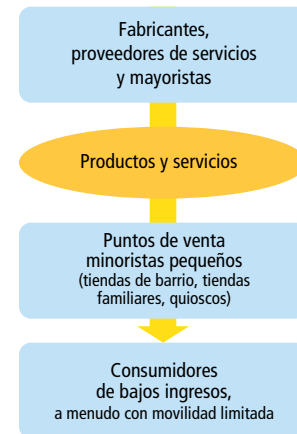 Fabricantes,
proveedores de servicios
y mayoristas
Productos y servicios
Puntos de venta
minoristas pequeños
(tiendas de barrio, tiendas
familiares, quioscos)
Consumidores
de bajos ingresos,
a menudo con movilidad limitada